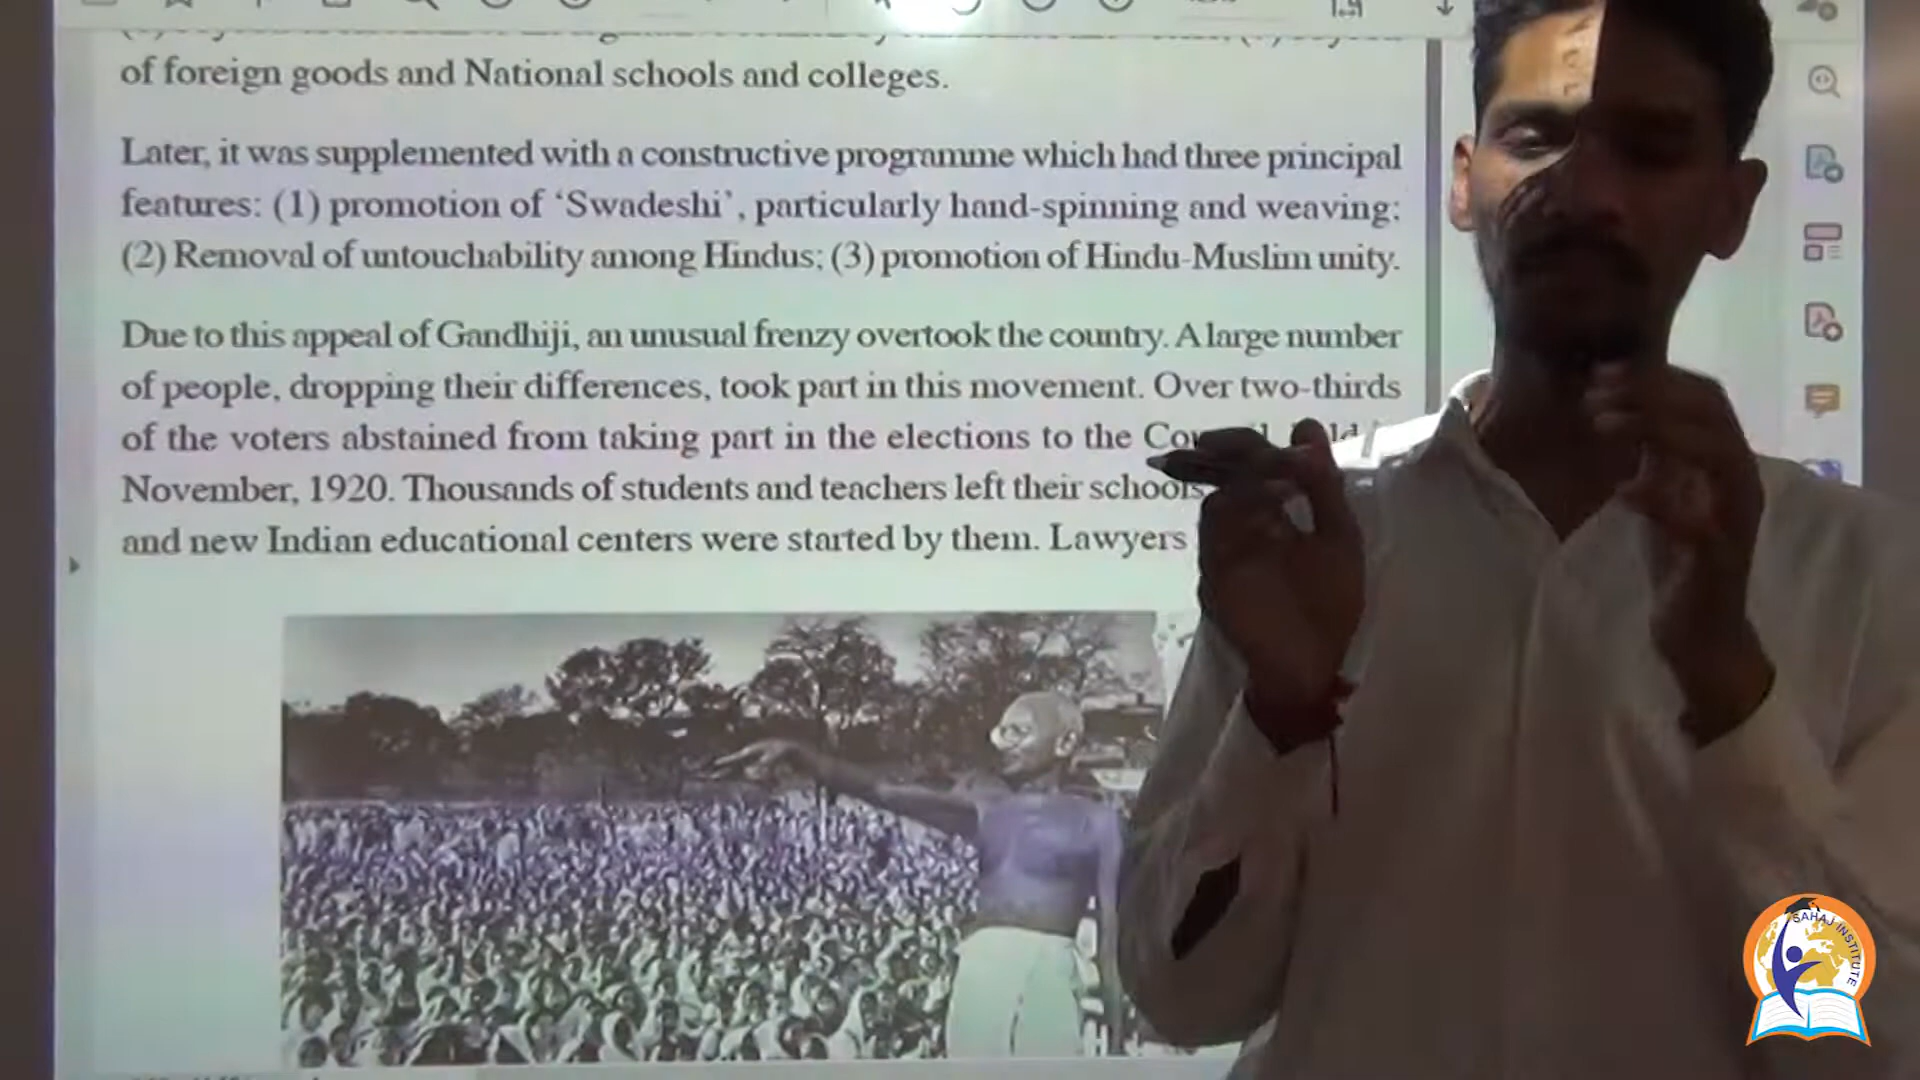 of foreign goods and National schools and colleges.
Later, it was supplemented with a constructive programme which had three principal
features: (1) promotion of ‘Swadeshi’, particularly hand-spinning and weaving:
(2) Removal of untouchability among Hindus; (3) promotion of Hindu-Muslim unity.
Due to this appeal of Gandhiji, an unusual frenzy overtook the country. A large number
of people, dropping their differences, took part in this movement. Over two-thirds
of the voters abstained from taking part in the elections to the
November, 1920. Thousands of students and teachers left their schools
and new Indian educational centers were started by them. Lawyers
SAHAJ INSTITUTE